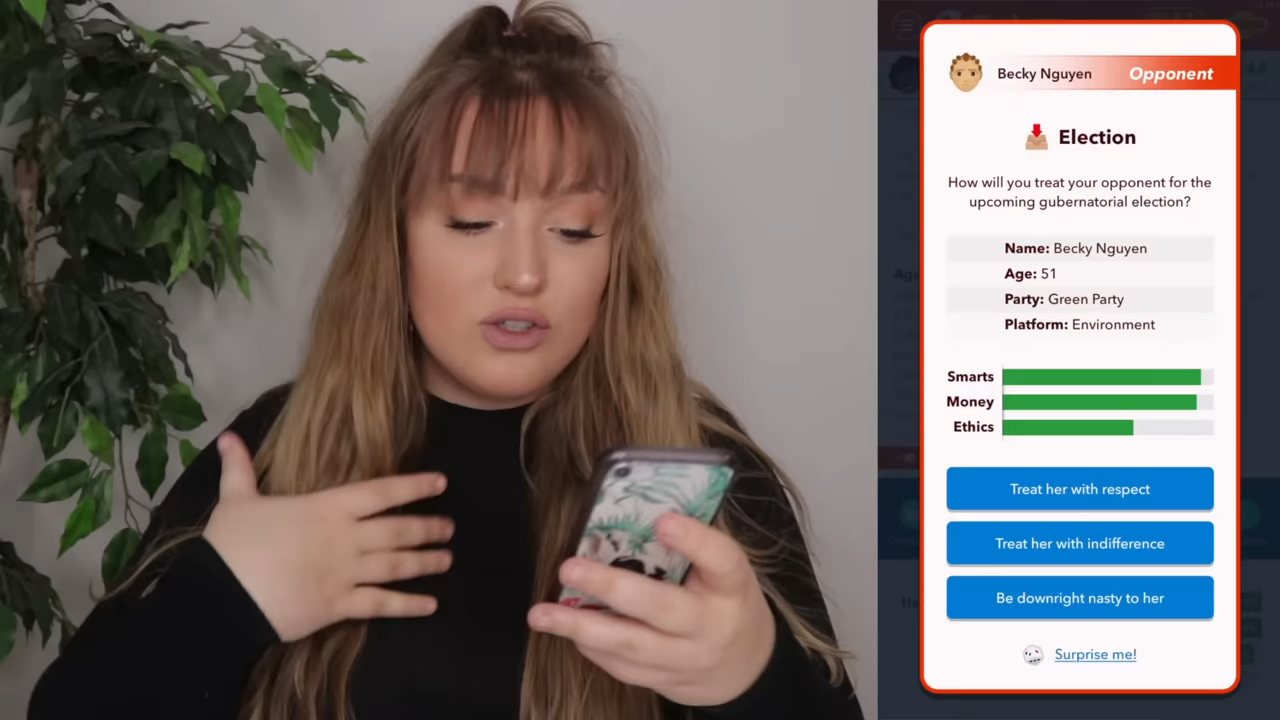 Becky Nguyen
Opponent
Election
How will you treat your opponent for the
upcoming gubernatorial election?
Name: Becky Nguyen
Age: 51
Party: Green Party
Platform: Environment
Smarts
Money
Ethics
Treat her with respect
Treat her with indifference
Be downright nasty to her
Surprise me!